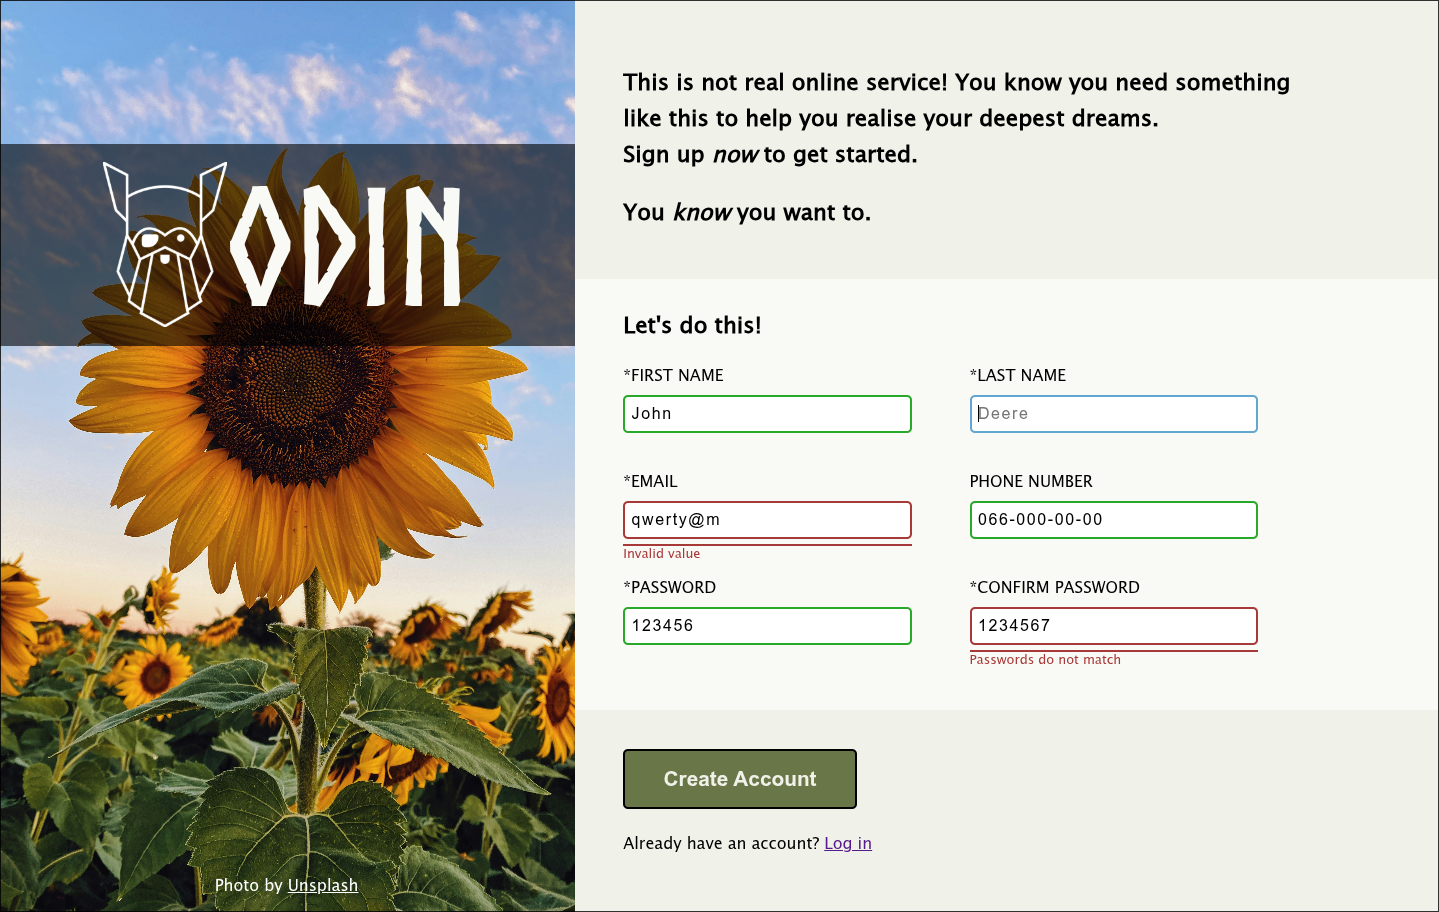 ODIN
Photo by Unsplash
This is not real online service! You know you need something
like this to help you realise your deepest dreams.
Sign up now to get started.
You know you want to.
Let's do this!
*FIRST NAME
John
*LAST NAME
Deere
*EMAIL
qwerty@m
Invalid value
PHONE NUMBER
066-000-00-00
*PASSWORD
123456
*CONFIRM PASSWORD
1234567
Passwords do not match
Create Account
Already have an account? Log in